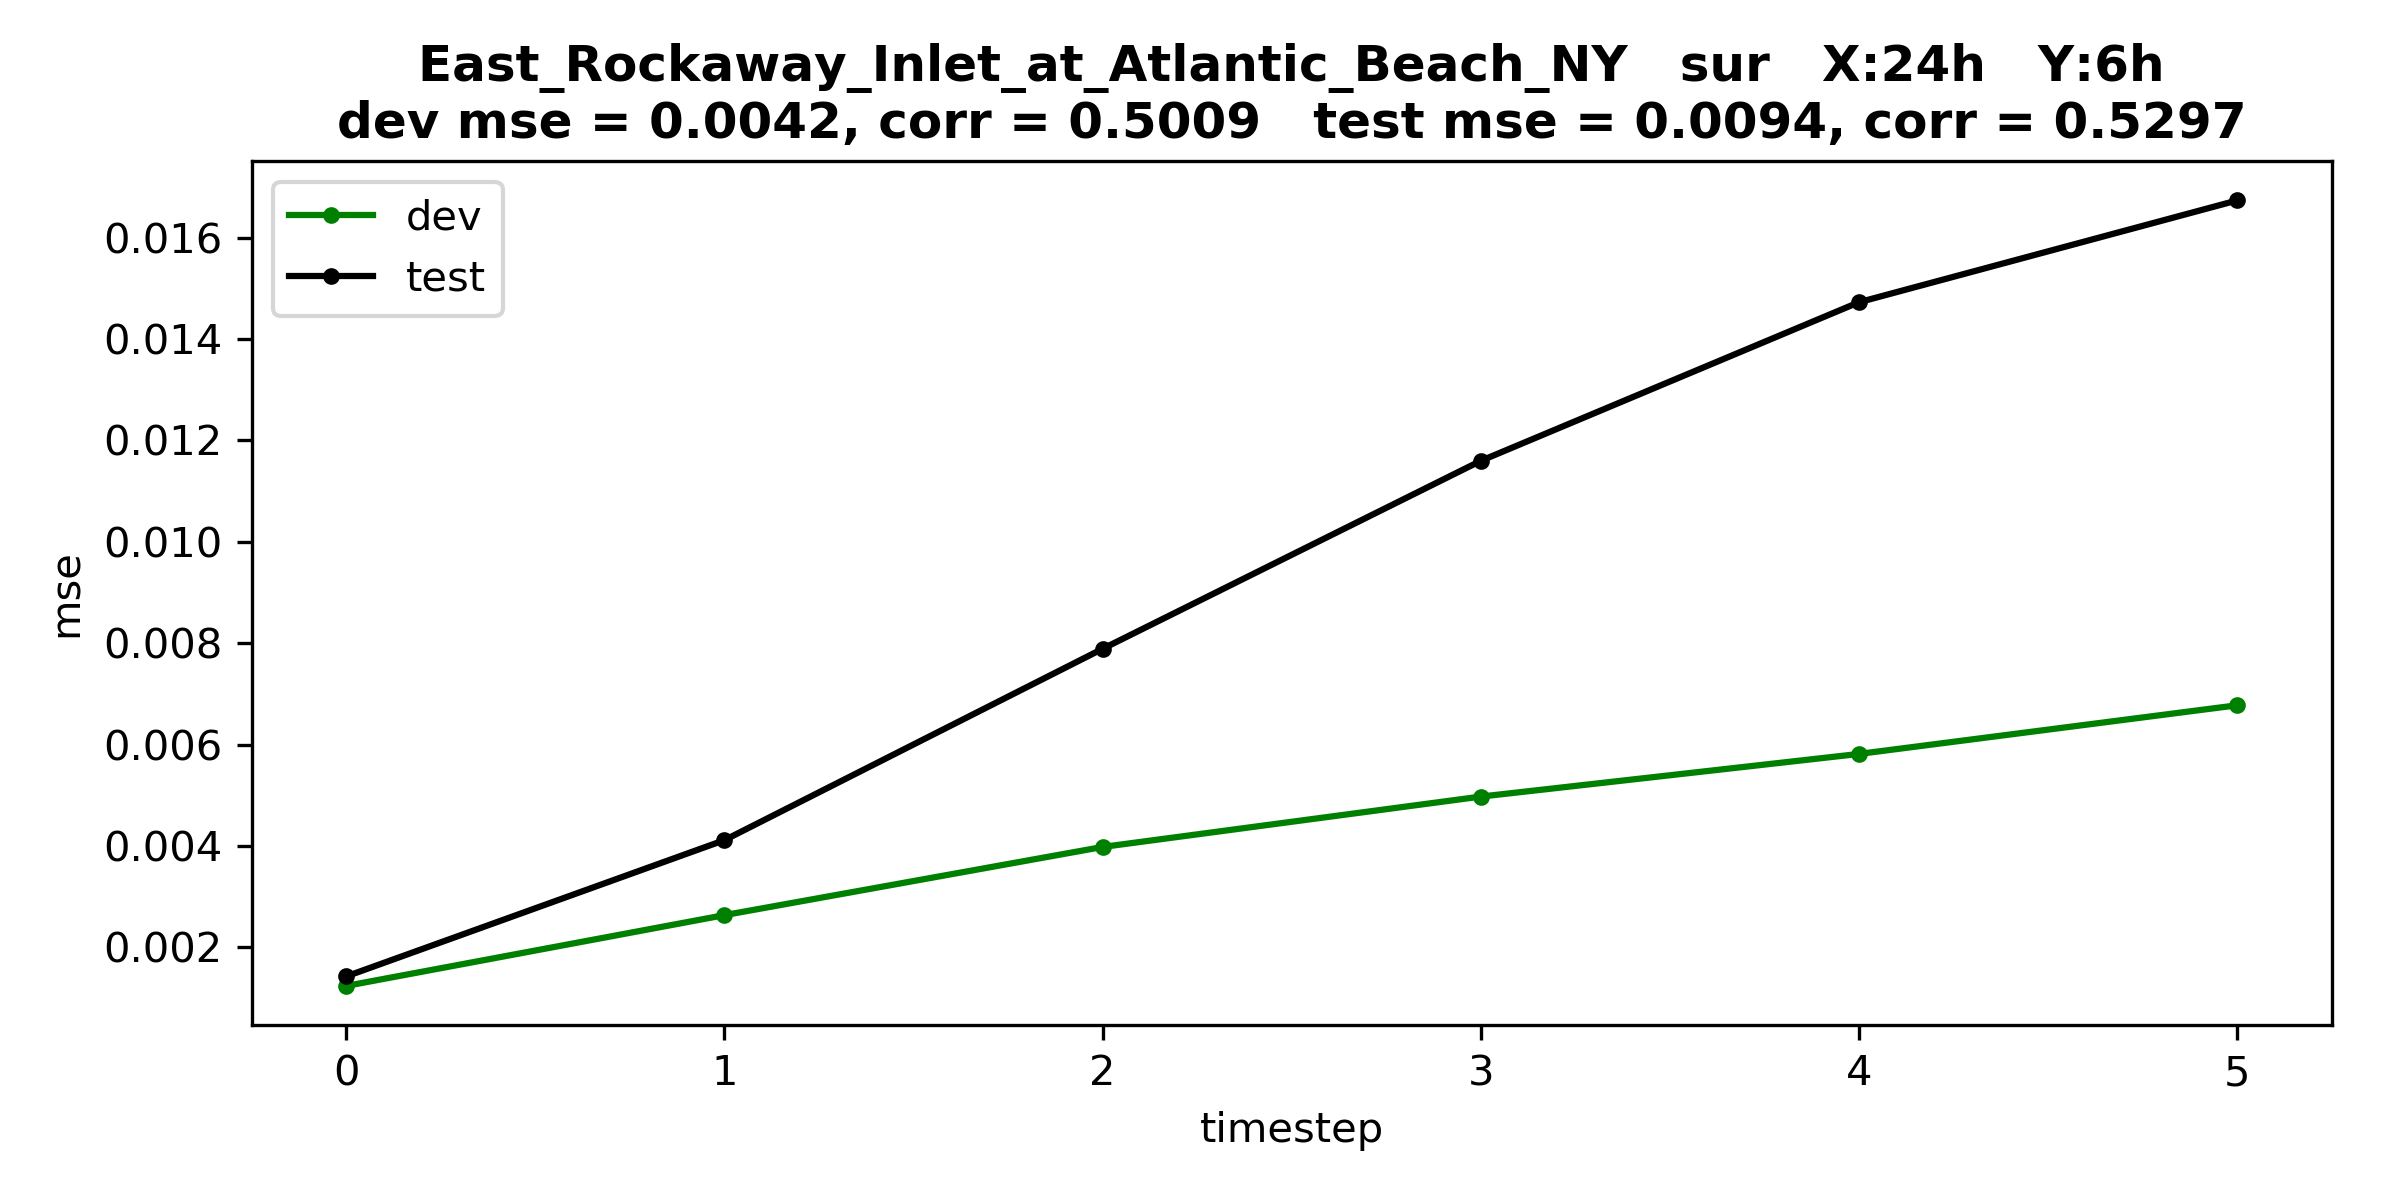 East_Rockaway_Inlet_at_Atlantic_Beach_NY sur X:24h Y:6h
dev mse = 0.0042, corr = 0.5009 test mse = 0.0094, corr = 0.5297
dev
test
0.016
0.014
0.012
0.010
0.008
0.006
0.004
0.002
mse
0 1 2 3 4 5
timestep